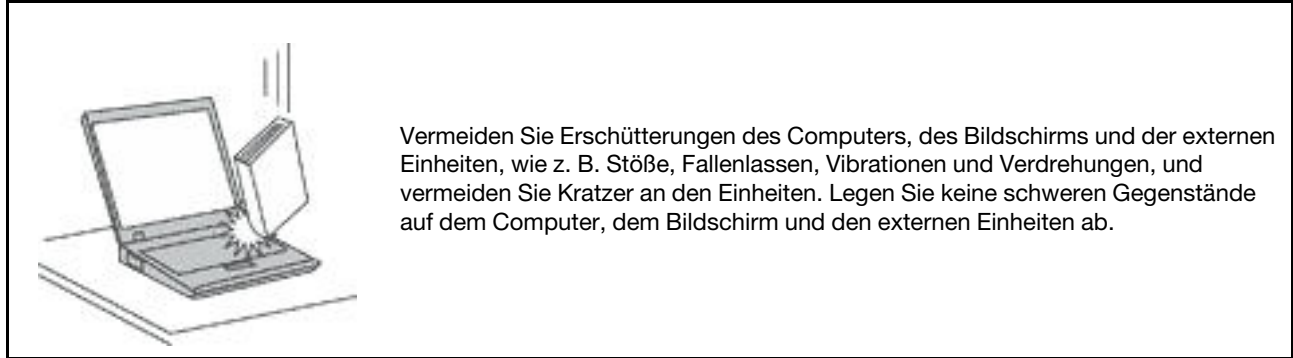 Vermeiden Sie Erschütterungen des Computers, des Bildschirms und der externen
Einheiten, wie z. B. Stöße, Fallenlassen, Vibrationen und Verdrehungen, und
vermeiden Sie Kratzer an den Einheiten. Legen Sie keine schweren Gegenstände
auf dem Computer, dem Bildschirm und den externen Einheiten ab.